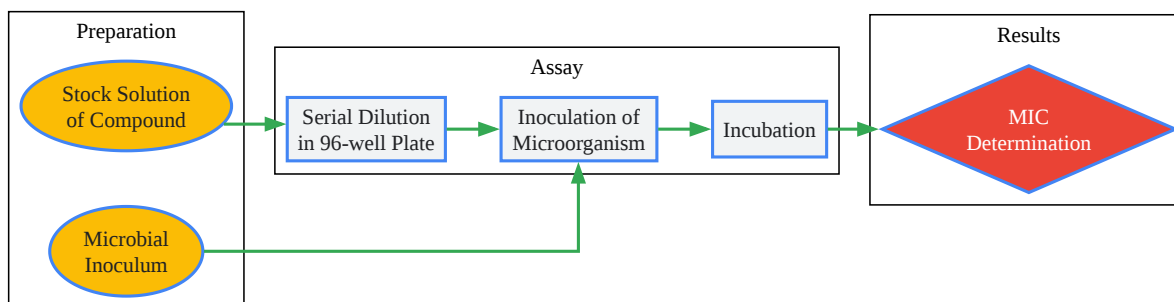 Preparation
Stock Solution
of Compound
Microbial
Inoculum
Assay
Serial Dilution
in 96-well Plate
Inoculation of
Microorganism
Incubation
Results
MIC
Determination